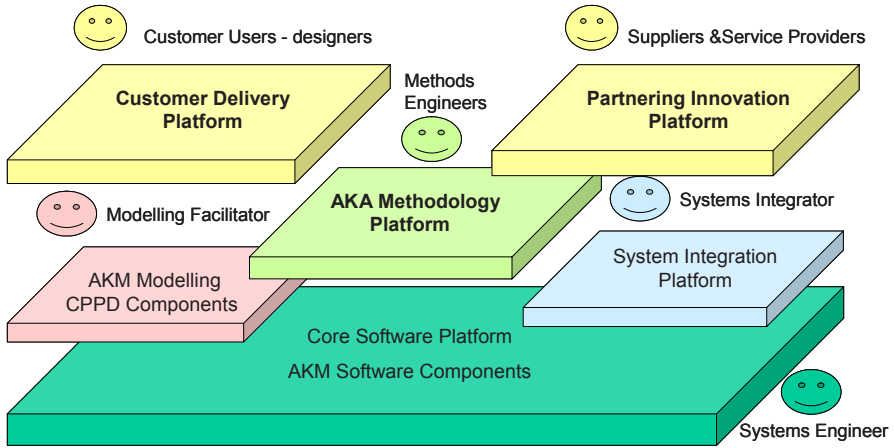 Customer Users - designers
Suppliers &Service Providers
Customer Delivery
Platform
Methods
Engineers
Partnering Innovation
Platform
Modelling Facilitator
AKA Methodology
Platform
Systems Integrator
AKM Modelling
CPPD Components
System Integration
Platform
Core Software Platform
AKM Software Components
Systems Engineer